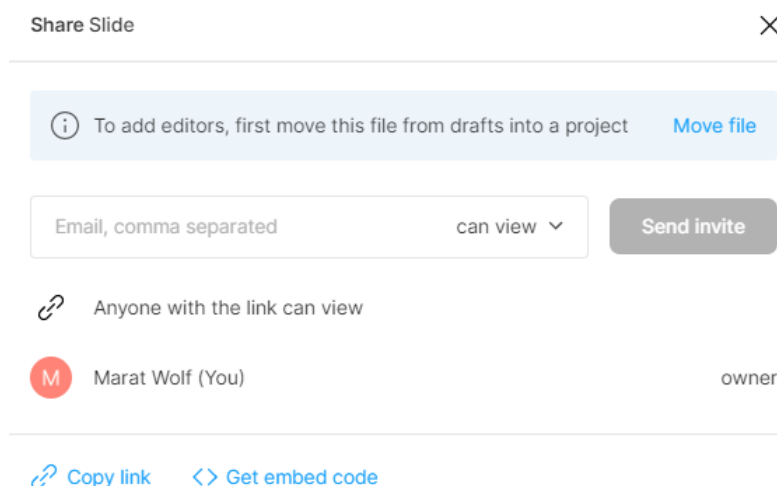 Share Slide
To add editors, first move this file from drafts into a project Move file
Email, comma separated can view Send invite
Anyone with the link can view
M Marat Wolf (You) owner
Copy link <> Get embed code